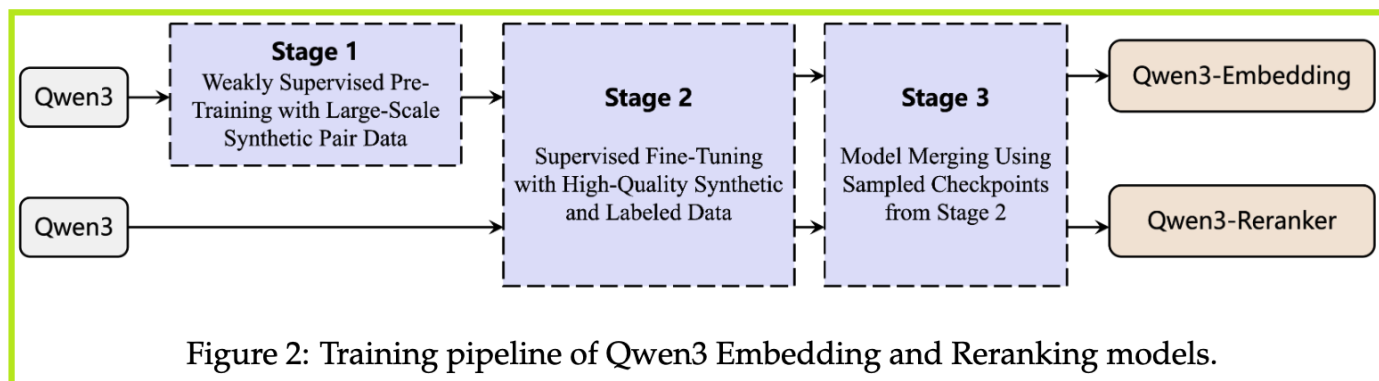 Qwen3
Stage 1
Weakly Supervised Pre-
Training with Large-Scale
Synthetic Pair Data
Qwen3
Stage 2
Supervised Fine-Tuning
with High-Quality Synthetic
and Labeled Data
Stage 3
Model Merging Using
Sampled Checkpoints
from Stage 2
Qwen3-Embedding
Qwen3-Reranker
Figure 2: Training pipeline of Qwen3 Embedding and Reranking models.